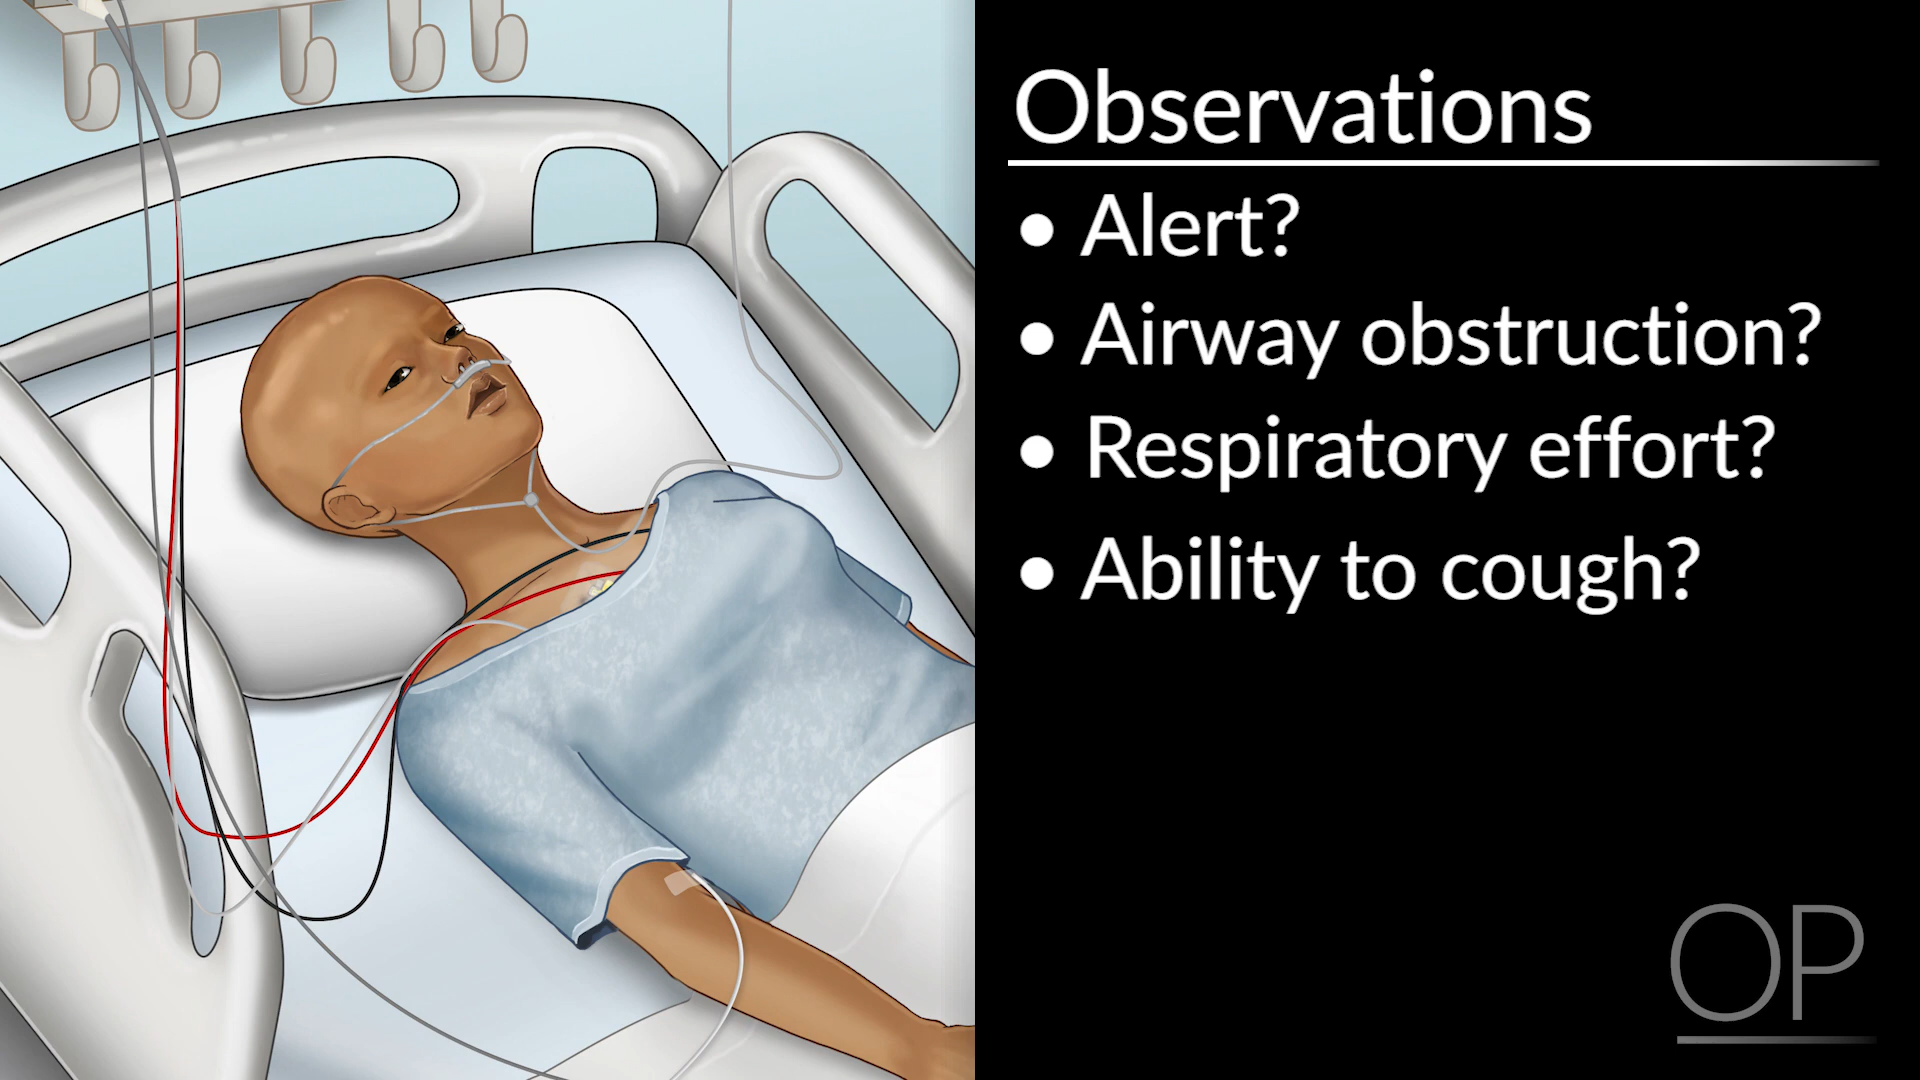 Observations
• Alert?
• Airway obstruction?
• Respiratory effort?
• Ability to cough?
OP